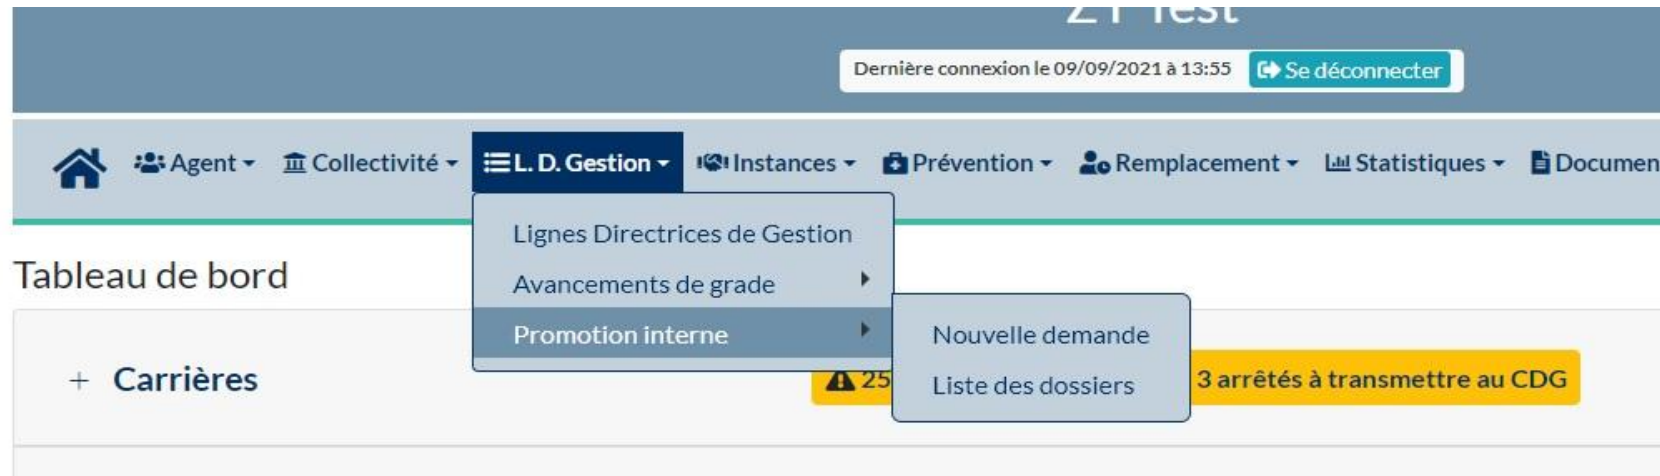 Test
Dernière connexion le 09/09/2021 à 13:55 Se déconnecter
Agent Collectivité L. D. Gestion Instances Prévention Remplacement Statistiques
Lignes Directrices de Gestion
Tableau de bord
Avancements de grade
Promotion interne
Nouvelle demande
Liste des dossiers
+ Carrières
25
3 arrêtés à transmettre au CDG